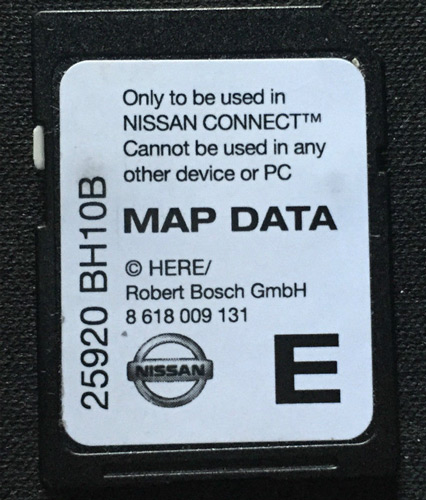 Only to be used in
NISSAN CONNECT™
Cannot be used in any
other device or PC
MAP DATA
© HERE/
Robert Bosch GmbH
8 618 009 131
NISSAN
E
25920 BH10B